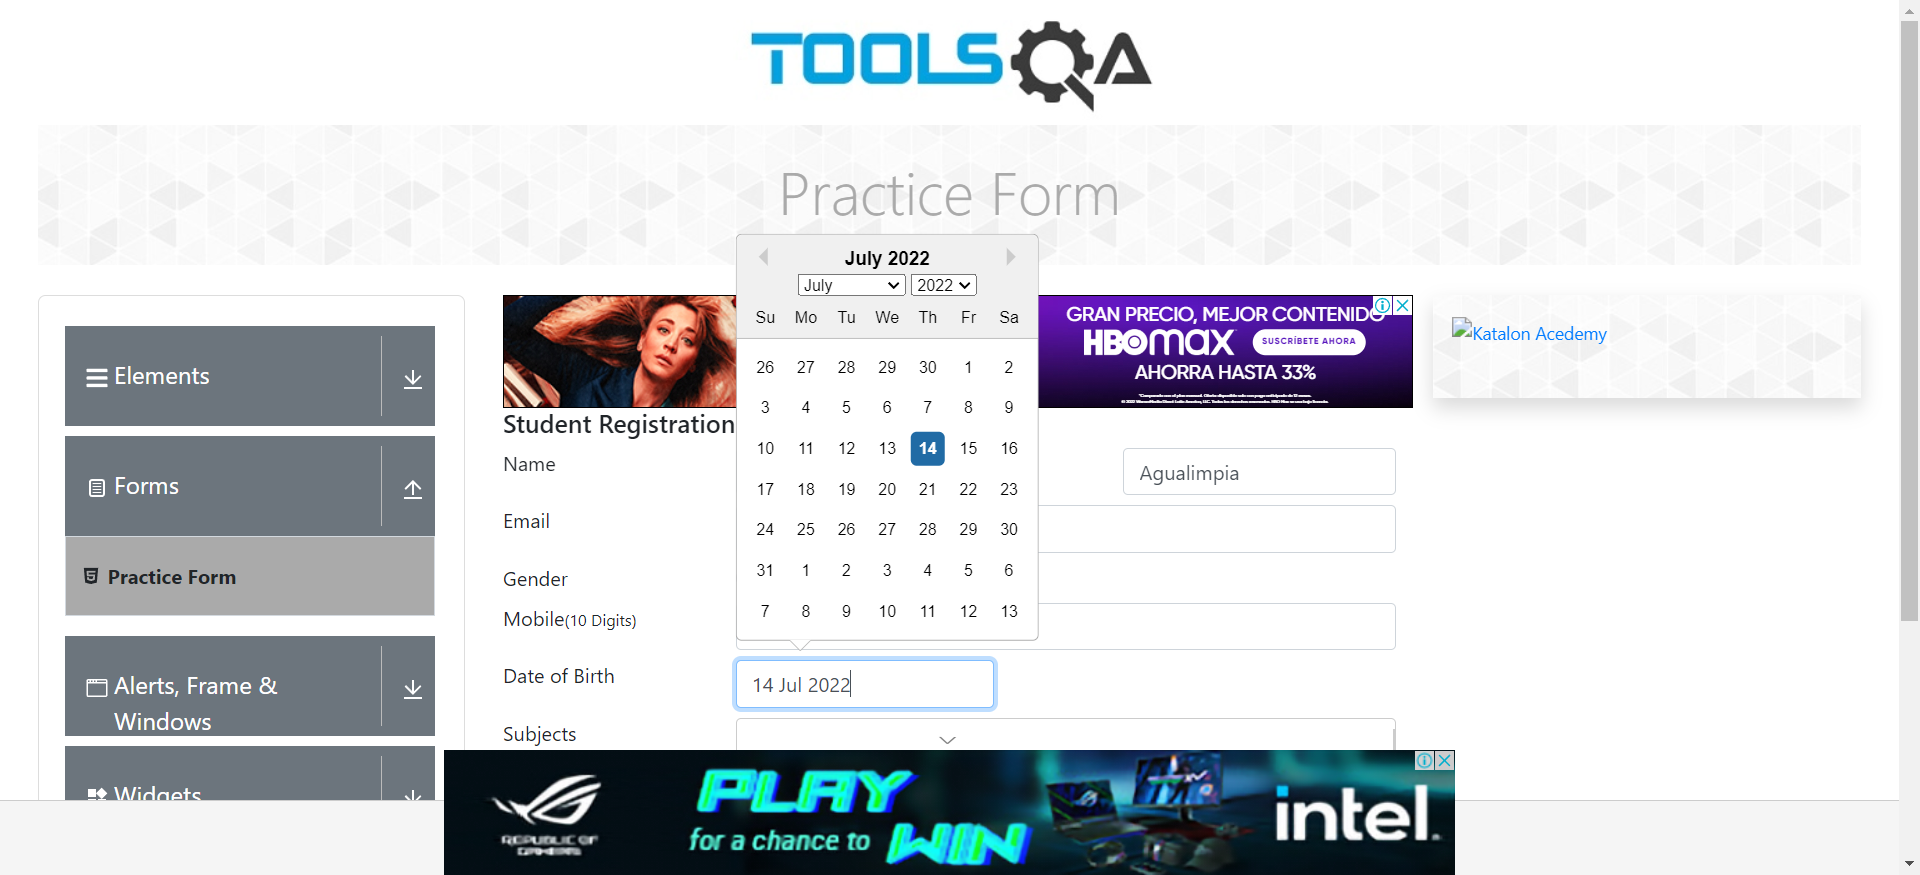 TOOLSQA
Practice Form
July 2022
July 2022
Su Mo Tu We Th Fr Sa
26 27 28 29 30 1 2
3 4 5 6 7 8 9
10 11 12 13 14 15 16
17 18 19 20 21 22 23
24 25 26 27 28 29 30
31 1 2 3 4 5 6
7 8 9 10 11 12 13
Elements
Forms
Practice Form
Alerts, Frame &
Windows
Widgets
GRAN PRECIO, MEJOR CONTENIDO
HBOMAX SUSCRÍBETE AHORA
AHORRA HASTA 33%
Katalon Acedemy
Student Registration
Name
Agualimpia
Email
Gender
Mobile(10 Digits)
Date of Birth
14 Jul 2022
Subjects
REPUBLIC OF
GAMERS
PLAY
for a chance to WIN
intel.